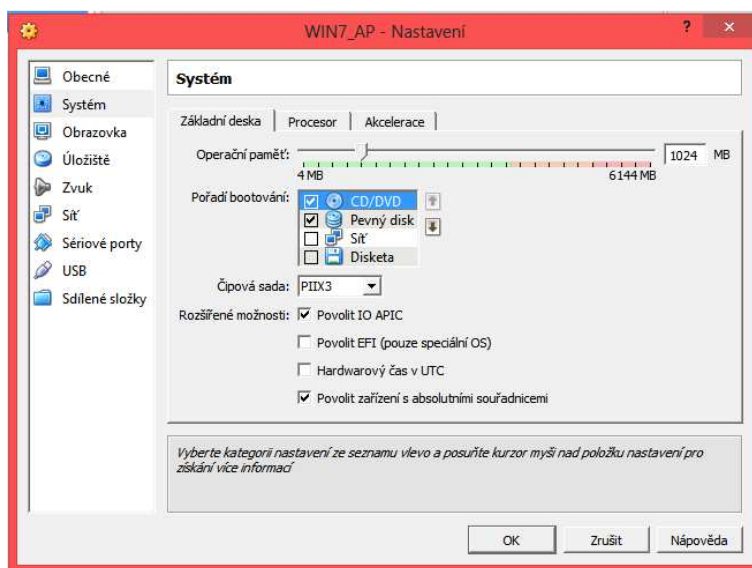 WIN7_AP - Nastavení
?
Obecné
Systém
Obrazovka
Úložiště
Zvuk
Síť
Sériové porty
USB
Sdílené složky
Systém
Základní deska Procesor Akcelerace
Operační paměť: 1024 MB
4 MB 6144 MB
Pořadí bootování: CD/DVD
Pevný disk
Síť
Disketa
Čipová sada: PIIX3
Rozšířené možnosti: Povolit IO APIC
Povolit EFI (pouze speciální OS)
Hardwarový čas v UTC
Povolit zařízení s absolutními souřadnicemi
Vyberte kategorii nastavení ze seznamu vlevo a posuňte kurzor myši nad položku nastavení pro
získání více informací
OK Zrušit Nápověda